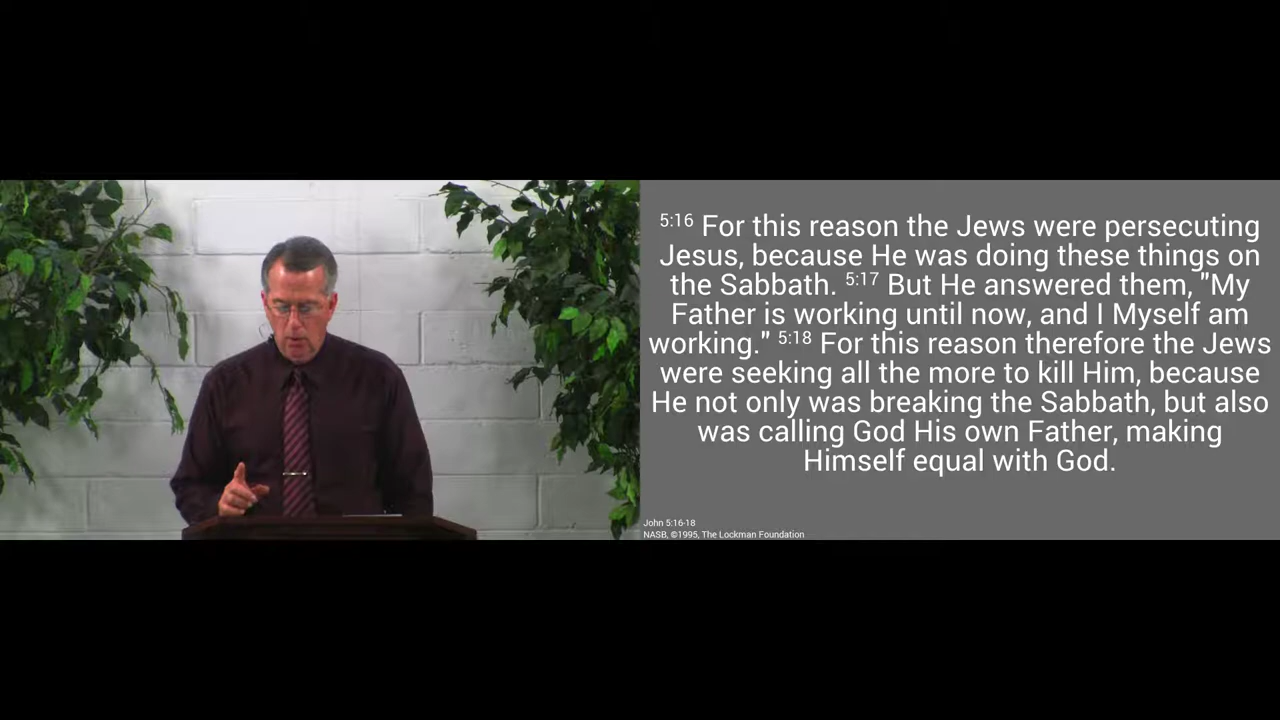 5:16 For this reason the Jews were persecuting
Jesus, because He was doing these things on
the Sabbath. 5:17 But He answered them, "My
Father is working until now, and I Myself am
working." 5:18 For this reason therefore the Jews
were seeking all the more to kill Him, because
He not only was breaking the Sabbath, but also
was calling God His own Father, making
Himself equal with God.
John 5:16-18
NASB, ©1995, The Lockman Foundation